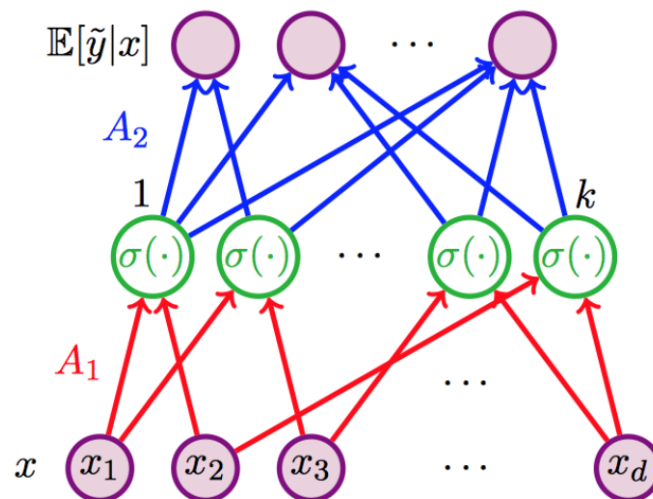 𝔼[ỹ|x] ···
A₂
1 k
σ(·) σ(·) ··· σ(·) σ(·)
A₁ ···
x x₁ x₂ x₃ ··· x_d